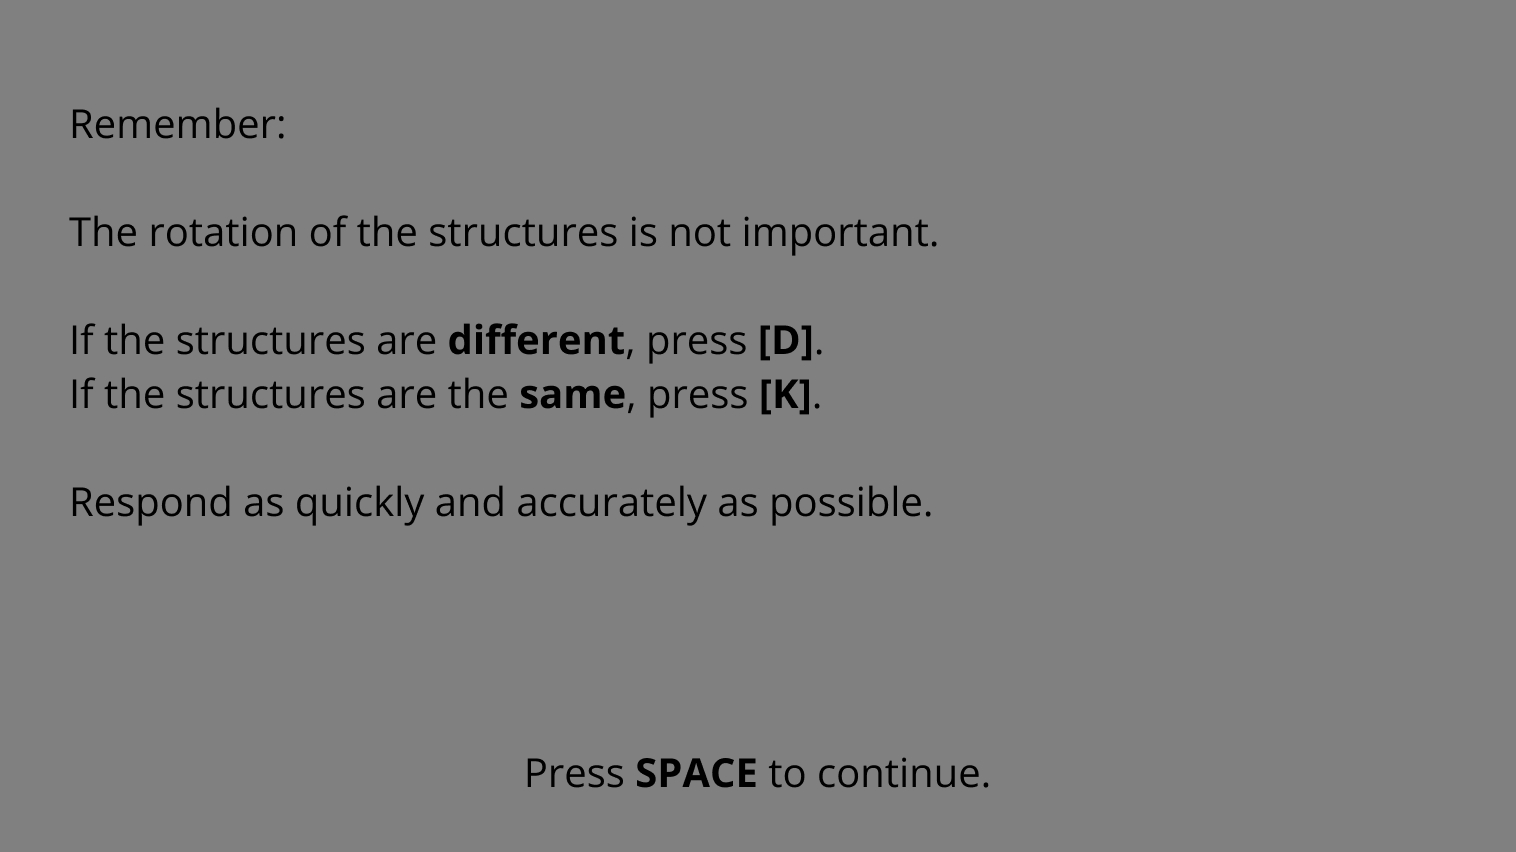 Remember:
The rotation of the structures is not important.
If the structures are different, press [D].
If the structures are the same, press [K].
Respond as quickly and accurately as possible.
Press SPACE to continue.